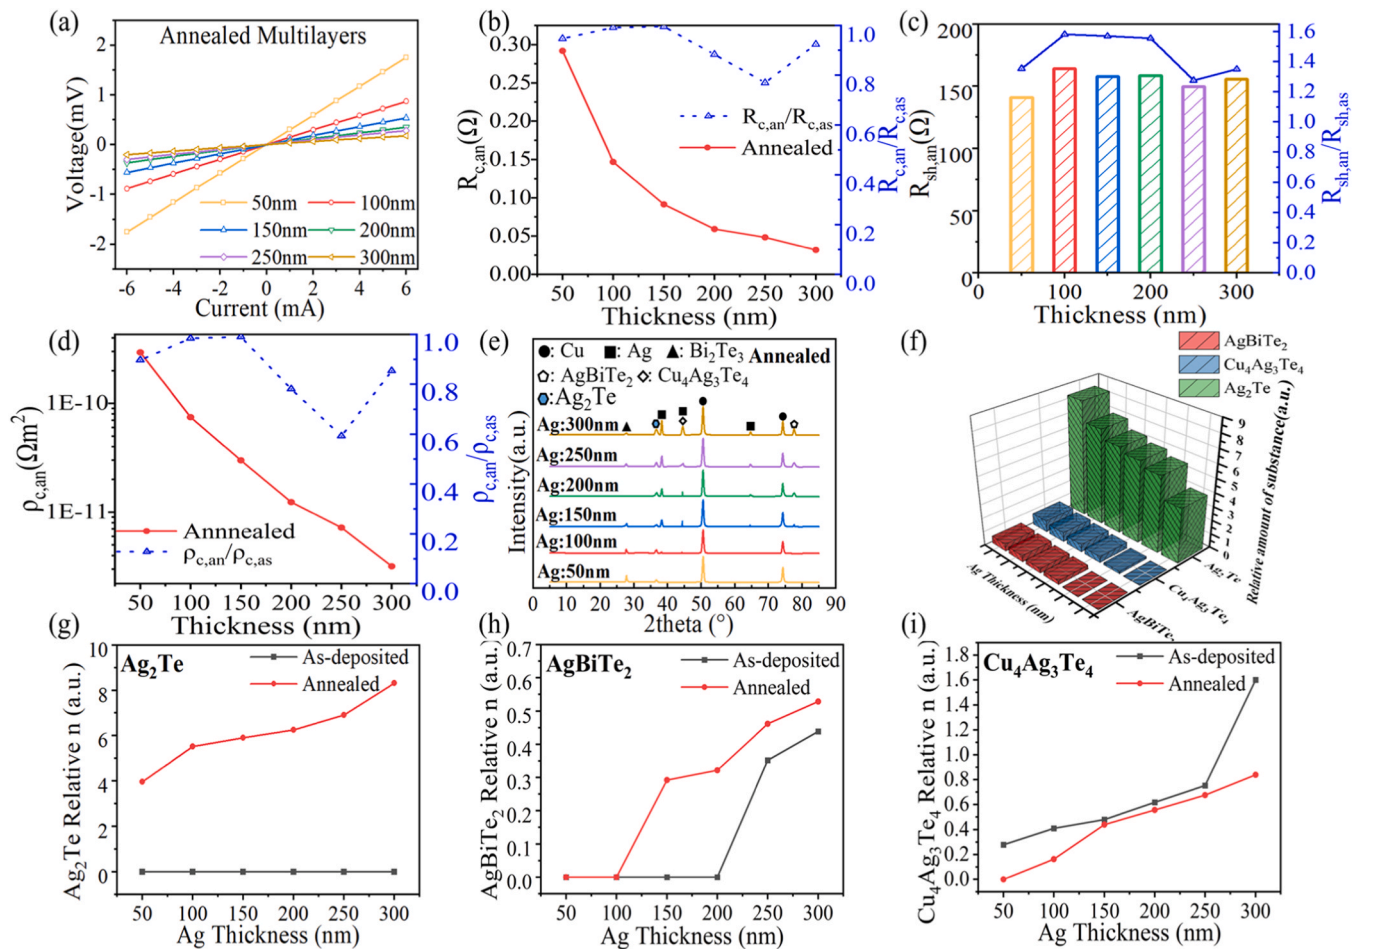 (a)
Annealed Multilayers
Voltage(mV)
2
1
0
-1
-2
50nm 100nm
150nm 200nm
250nm 300nm
-6 -4 -2 0 2 4 6
Current (mA)
(b)
R_c,an(Ω)
0.30
0.25
0.20
0.15
0.10
0.05
0.00
R_c,an/R_c,as
Annealed
1.0
0.8
0.6
0.4
0.2
0.0
R_c,an/R_c,as
50 100 150 200 250 300
Thickness (nm)
(c)
R_sh,an(Ω)
200
150
100
50
0
1.6
1.4
1.2
1.0
0.8
0.6
0.4
0.2
0.0
R_sh,an/R_sh,as
0 100 200 300
Thickness (nm)
(d)
ρ_c,an(Ωm²)
1E-10
1E-11
Annnealed
ρ_c,an/ρ_c,as
1.0
0.8
0.6
0.4
0.2
0.0
ρ_c,an/ρ_c,as
50 100 150 200 250 300
Thickness (nm)
(e)
: Cu : Ag : Bi₂Te₃ Annealed
: AgBiTe₂ : Cu₄Ag₃Te₄
: Ag₂Te
Intensity(a.u.)
Ag:300nm
Ag:250nm
Ag:200nm
Ag:150nm
Ag:100nm
Ag:50nm
0 10 20 30 40 50 60 70 80 90
2theta (°)
(f)
AgBiTe₂
Cu₄Ag₃Te₄
Ag₂Te
9
8
7
6
5
4
3
2
1
0
Relative amount of substance(a.u.)
Ag₂Te
Cu₄Ag₃Te₄
Ag Thickness (nm)
(g)
Ag₂Te
As-deposited
Annealed
Ag₂Te Relative n (a.u.)
10
8
6
4
2
0
50 100 150 200 250 300
Ag Thickness (nm)
(h)
AgBiTe₂
As-deposited
Annealed
AgBiTe₂ Relative n (a.u.)
0.7
0.6
0.5
0.4
0.3
0.2
0.1
0.0
50 100 150 200 250 300
Ag Thickness (nm)
(i)
Cu₄Ag₃Te₄
As-deposited
Annealed
Cu₄Ag₃Te₄ Relative n (a.u.)
1.8
1.6
1.4
1.2
1.0
0.8
0.6
0.4
0.2
0.0
50 100 150 200 250 300
Ag Thickness (nm)